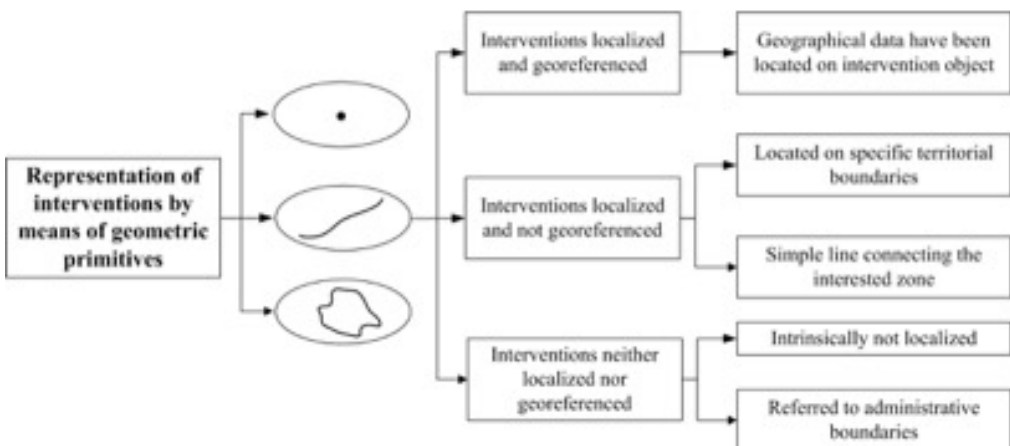 Representation of
interventions by
means of geometric
primitives
Interventions localized
and georeferenced
Geographical data have been
located on intervention object
Interventions localized
and not georeferenced
Located on specific territorial
boundaries
Simple line connecting the
interested zone
Interventions neither
localized nor
georeferenced
Intrinsically not localized
Referred to administrative
boundaries